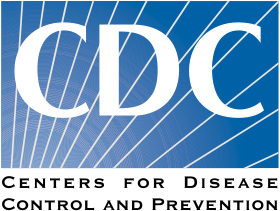 CDC
CENTERS FOR DISEASE
CONTROL AND PREVENTION